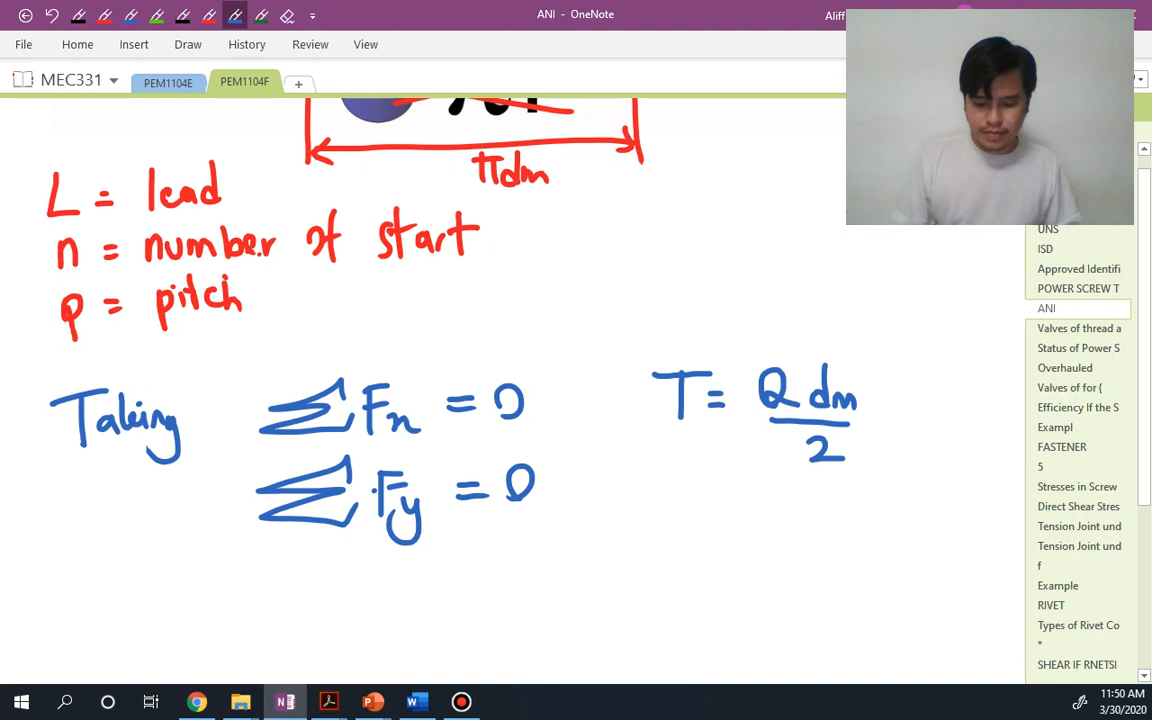 ANI - OneNote
Aliff
File Home Insert Draw History Review View
MEC331 PEM1104E PEM1104F
πdm
L = lead
n = number of start
p = pitch
Taking ΣFx = 0 T = Q dm / 2
ΣFy = 0
UNS
ISD
Approved Identifi
POWER SCREW T
ANI
Valves of thread a
Status of Power S
Overhauled
Valves of for {
Efficiency If the S
Exampl
FASTENER
5
Stresses in Screw
Direct Shear Stres
Tension Joint und
Tension Joint und
f
Example
RIVET
Types of Rivet Co
*
SHEAR IF RNETSI
11:50 AM
3/30/2020